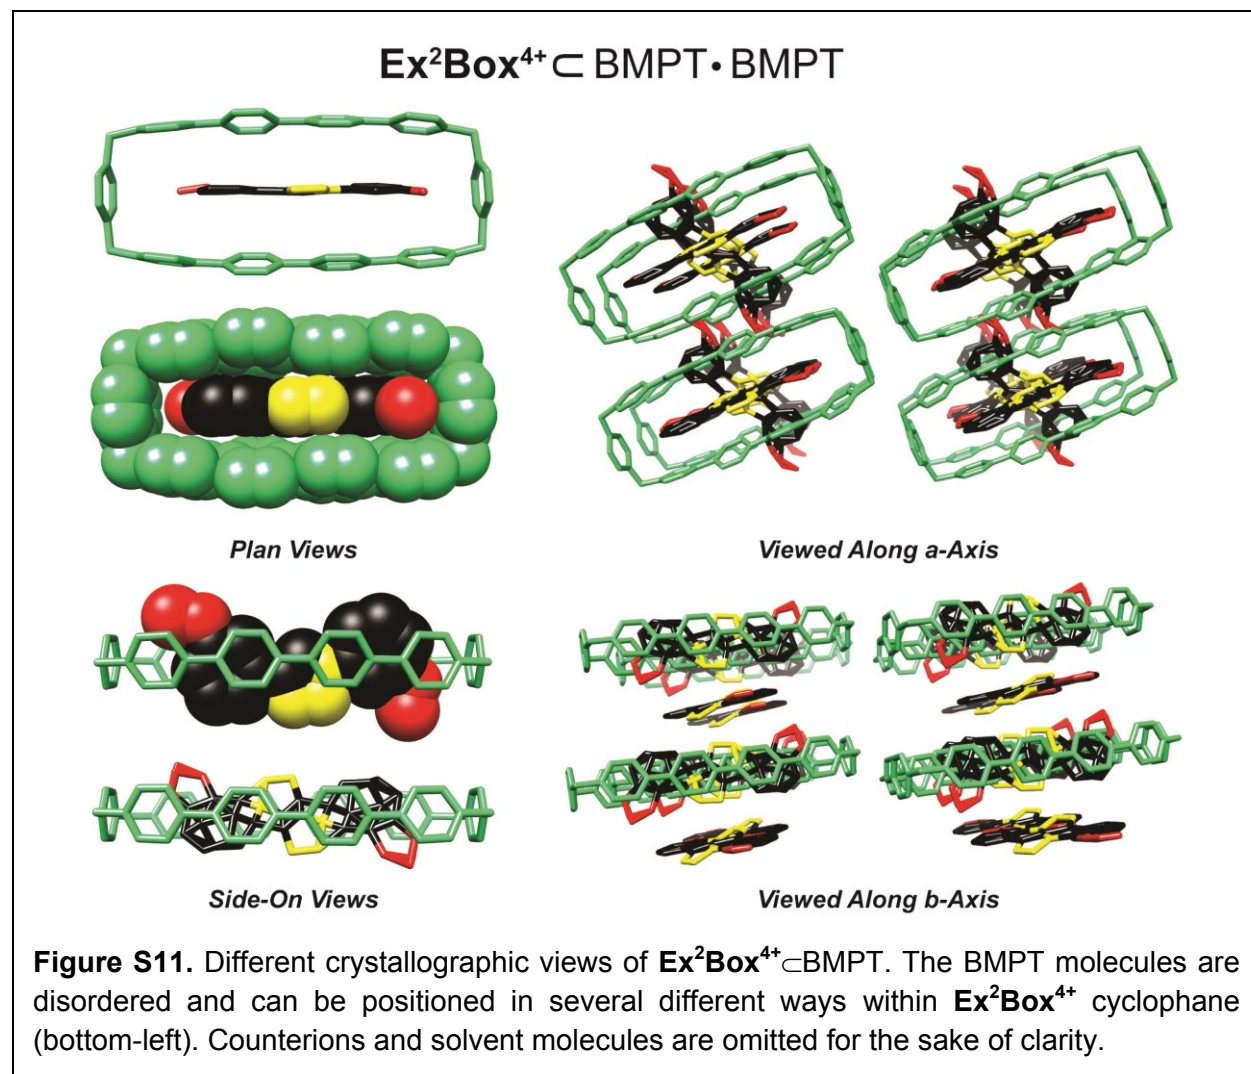 Ex²Box⁴⁺ ⊂ BMPT • BMPT
Plan Views
Viewed Along a-Axis
Side-On Views
Viewed Along b-Axis
Figure S11. Different crystallographic views of Ex²Box⁴⁺⊂BMPT. The BMPT molecules are
disordered and can be positioned in several different ways within Ex²Box⁴⁺ cyclophane
(bottom-left). Counterions and solvent molecules are omitted for the sake of clarity.